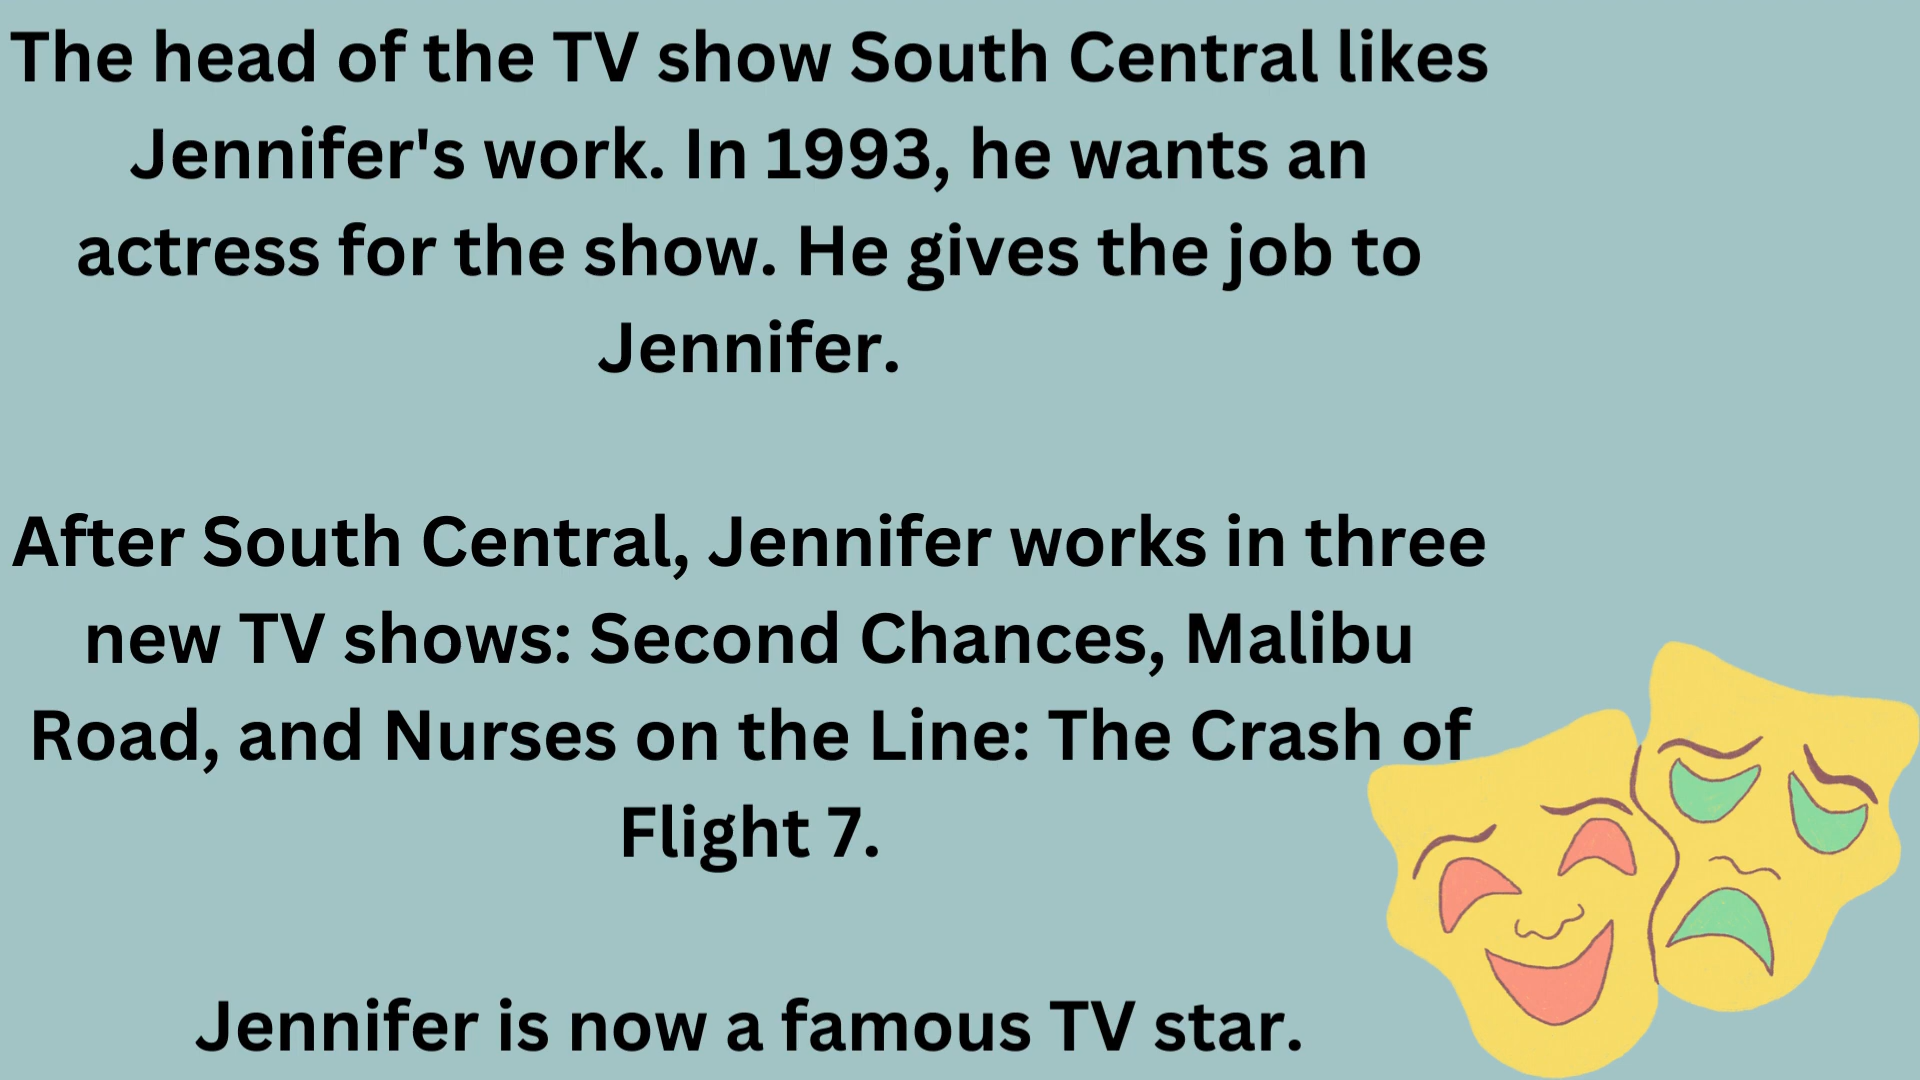 The head of the TV show South Central likes
Jennifer's work. In 1993, he wants an
actress for the show. He gives the job to
Jennifer.
After South Central, Jennifer works in three
new TV shows: Second Chances, Malibu
Road, and Nurses on the Line: The Crash of
Flight 7.
Jennifer is now a famous TV star.